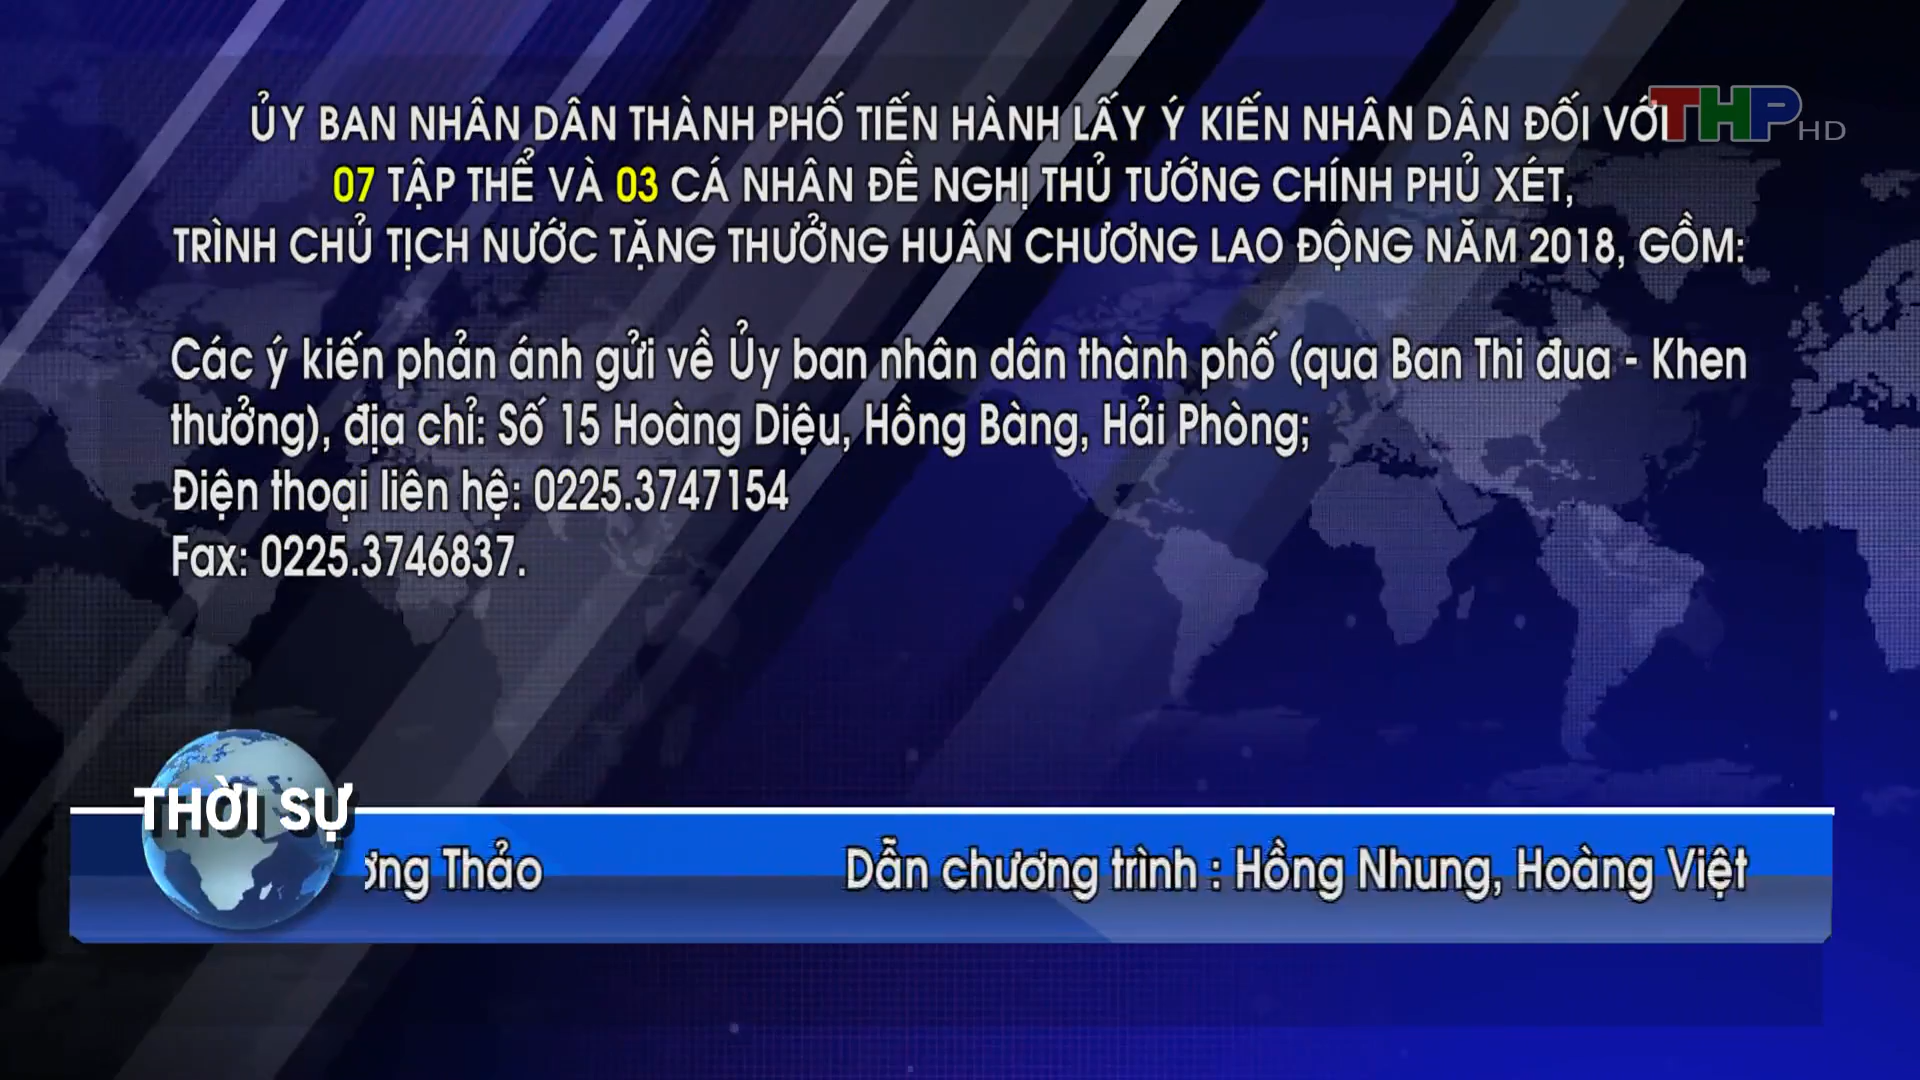 ỦY BAN NHÂN DÂN THÀNH PHỐ TIẾN HÀNH LẤY Ý KIẾN NHÂN DÂN ĐỐI VỚI
THP HD
07 TẬP THỂ VÀ 03 CÁ NHÂN ĐỀ NGHỊ THỦ TƯỚNG CHÍNH PHỦ XÉT,
TRÌNH CHỦ TỊCH NƯỚC TẶNG THƯỞNG HUÂN CHƯƠNG LAO ĐỘNG NĂM 2018, GỒM:
Các ý kiến phản ánh gửi về Ủy ban nhân dân thành phố (qua Ban Thi đua - Khen
thưởng), địa chỉ: Số 15 Hoàng Diệu, Hồng Bàng, Hải Phòng;
Điện thoại liên hệ: 0225.3747154
Fax: 0225.3746837.
THỜI SỰ
Thảo Dẫn chương trình : Hồng Nhung, Hoàng Việt